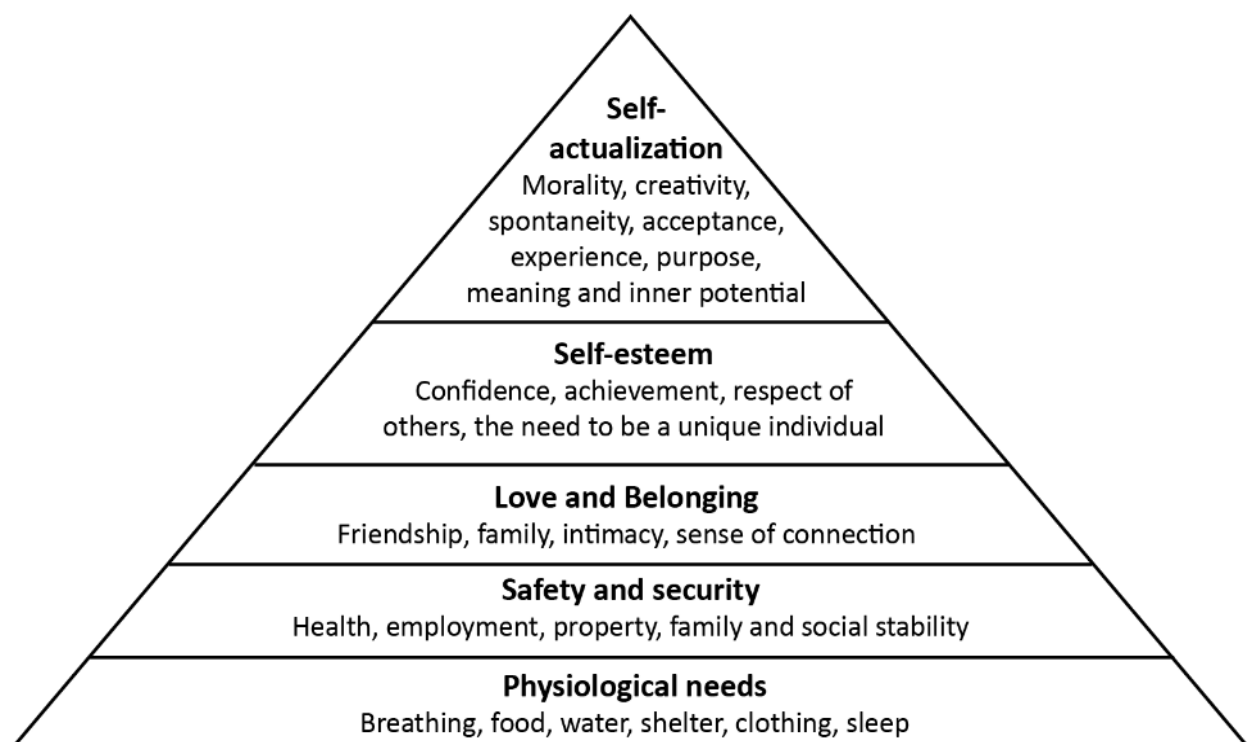 Self-
actualization
Morality, creativity,
spontaneity, acceptance,
experience, purpose,
meaning and inner potential
Self-esteem
Confidence, achievement, respect of
others, the need to be a unique individual
Love and Belonging
Friendship, family, intimacy, sense of connection
Safety and security
Health, employment, property, family and social stability
Physiological needs
Breathing, food, water, shelter, clothing, sleep